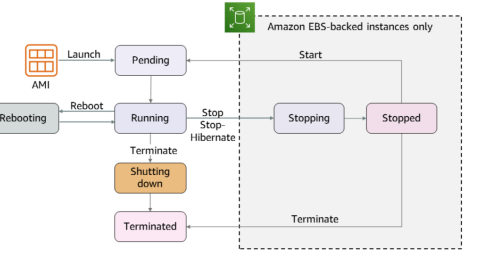 Amazon EBS-backed instances only
Launch
Pending
Start
AMI
Rebooting
Reboot
Running
Stop
Stop-
Hibernate
Stopping
Stopped
Terminate
Shutting
down
Terminated
Terminate